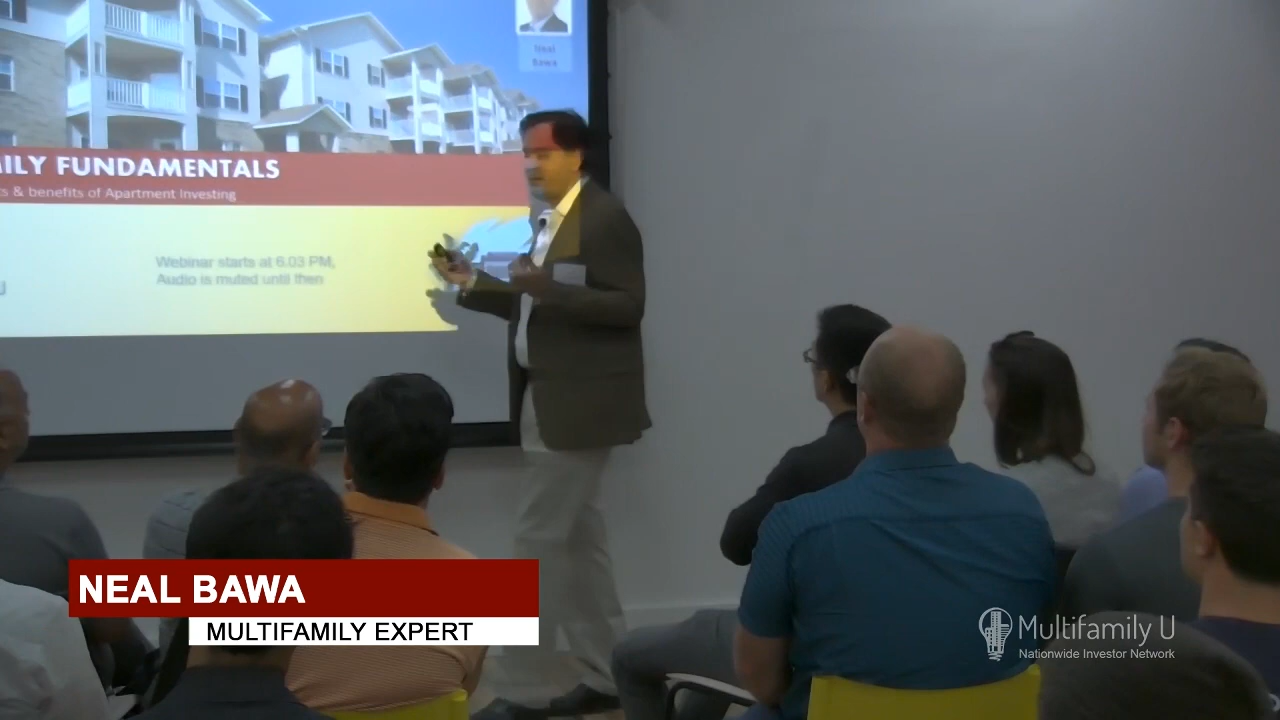 Neal
Bawa
ILY FUNDAMENTALS
ts & benefits of Apartment Investing
Webinar starts at 6.03 PM,
Audio is muted until then
U
NEAL BAWA
MULTIFAMILY EXPERT
Multifamily U
Nationwide Investor Network